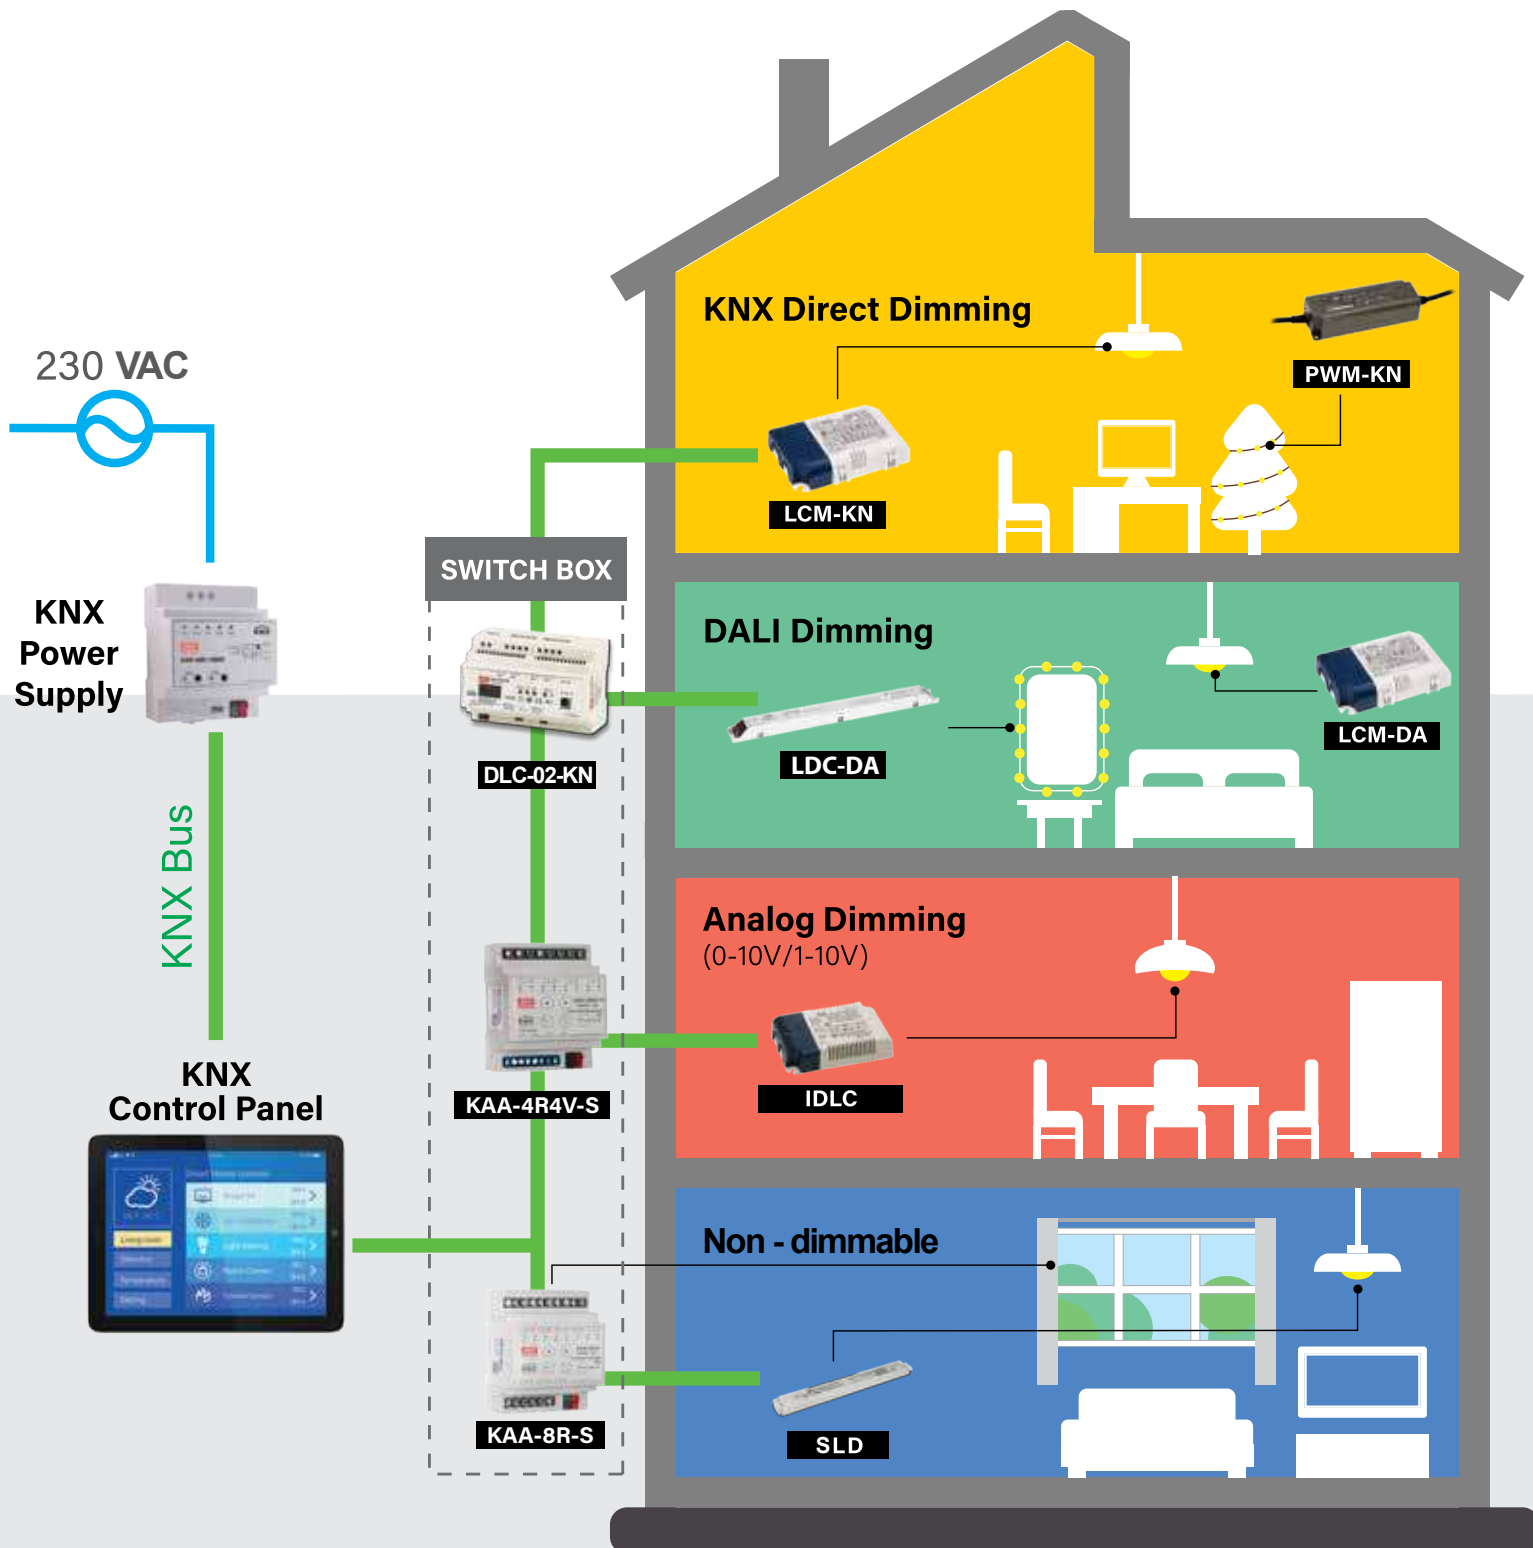 KNX Direct Dimming
PWM-KN
LCM-KN
230 VAC
SWITCH BOX
KNX
Power
Supply
DALI Dimming
LCM-DA
LDC-DA
DLC-02-KN
KNX Bus
Analog Dimming
(0-10V/1-10V)
IDLC
KAA-4R4V-S
KNX
Control Panel
Non - dimmable
SLD
KAA-8R-S